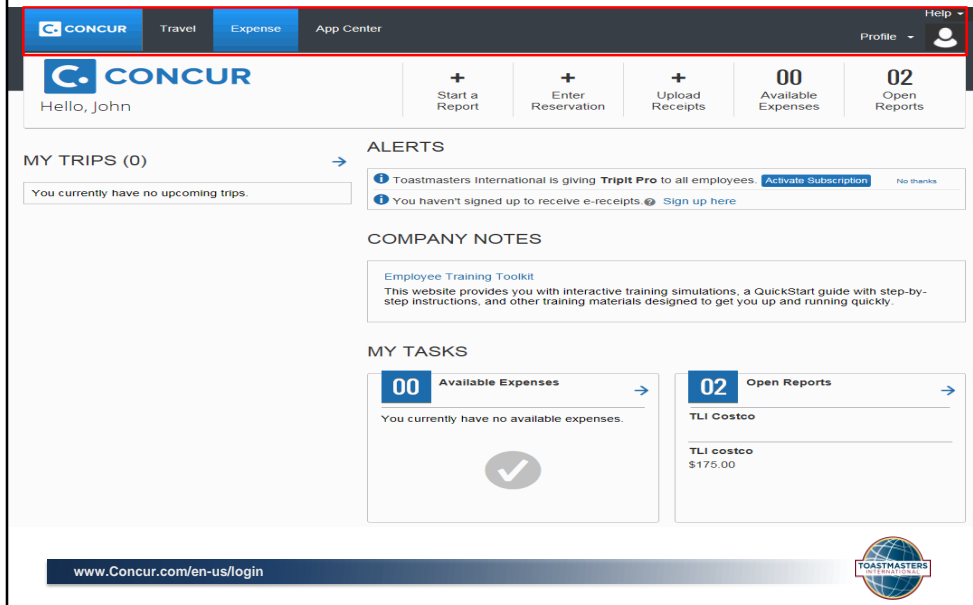 Help
C. CONCUR Travel Expense App Center
Profile
C. CONCUR
Hello, John
+ Start a Report
+ Enter Reservation
+ Upload Receipts
00 Available Expenses
02 Open Reports
MY TRIPS (0)
You currently have no upcoming trips.
ALERTS
Toastmasters International is giving TripIt Pro to all employees. Activate Subscription No thanks
You haven't signed up to receive e-receipts. Sign up here
COMPANY NOTES
Employee Training Toolkit
This website provides you with interactive training simulations, a QuickStart guide with step-by-
step instructions, and other training materials designed to get you up and running quickly.
MY TASKS
00 Available Expenses
You currently have no available expenses.
02 Open Reports
TLI Costco
TLI costco
$175.00
www.Concur.com/en-us/login
TOASTMASTERS
INTERNATIONAL